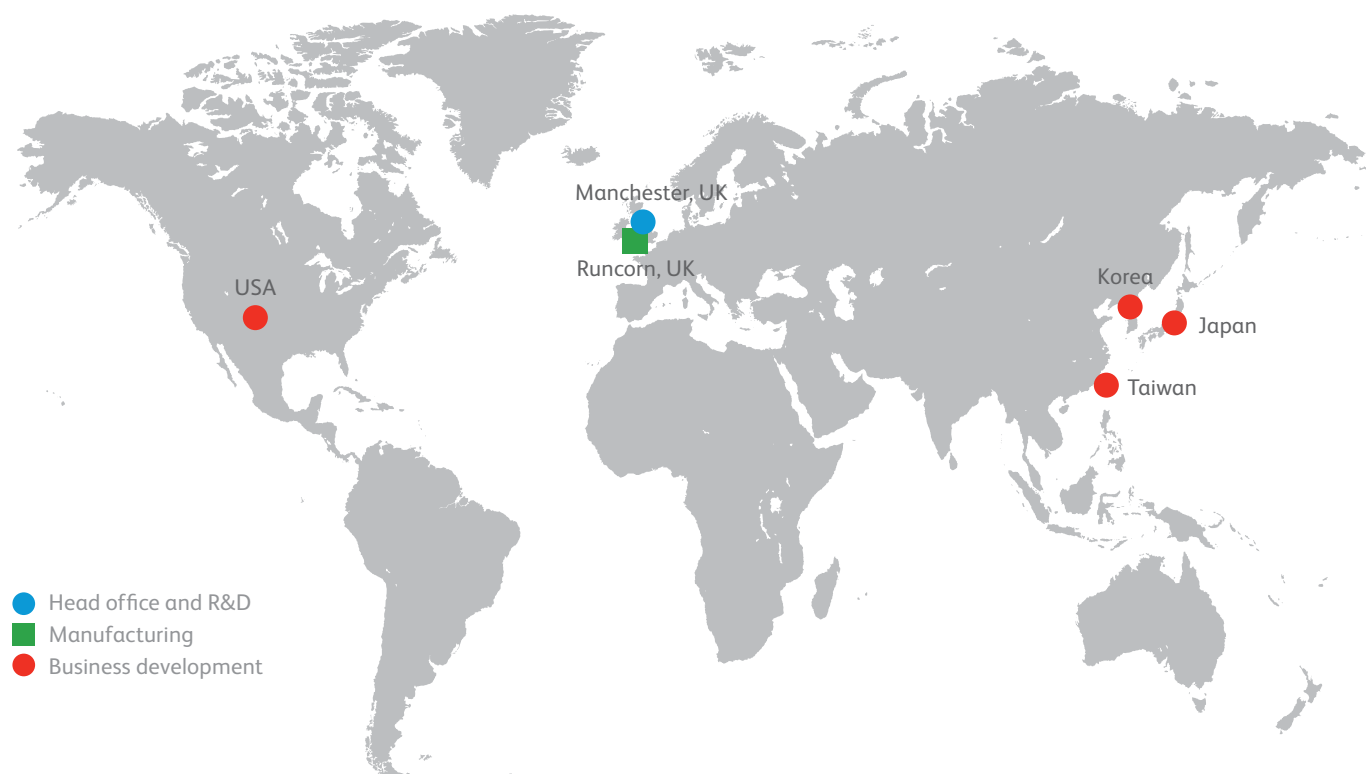 Manchester, UK
Runcorn, UK
USA
Korea
Japan
Taiwan
Head office and R&D
Manufacturing
Business development